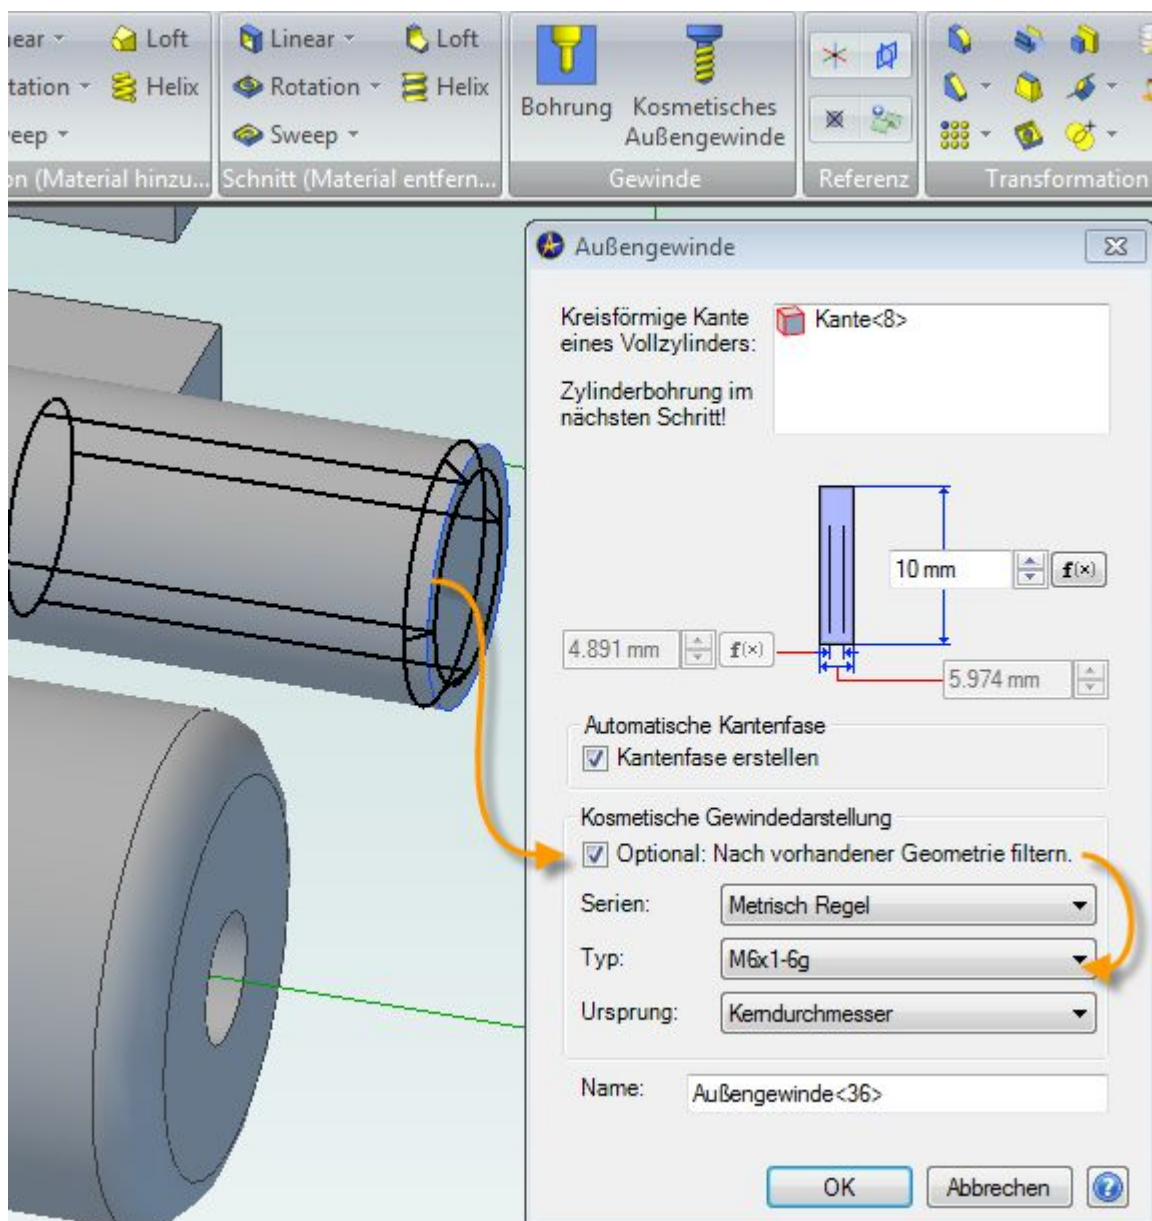 near
Loft
Linear
Loft
tation
Helix
Rotation
Helix
eep
Sweep
Bohrung
Kosmetisches
Außengewinde
on (Material hinzu...
Schnitt (Material entfern...
Gewinde
Referenz
Transformation
Außengewinde
Kreisförmige Kante
eines Vollzylinders:
Kante<8>
Zylinderbohrung im
nächsten Schritt!
10 mm
f(×)
4.891 mm
f(×)
5.974 mm
Automatische Kantenfase
Kantenfase erstellen
Kosmetische Gewindedarstellung
Optional: Nach vorhandener Geometrie filtern.
Serien:
Metrisch Regel
Typ:
M6x1-6g
Ursprung:
Kerndurchmesser
Name:
Außengewinde<36>
OK
Abbrechen
?